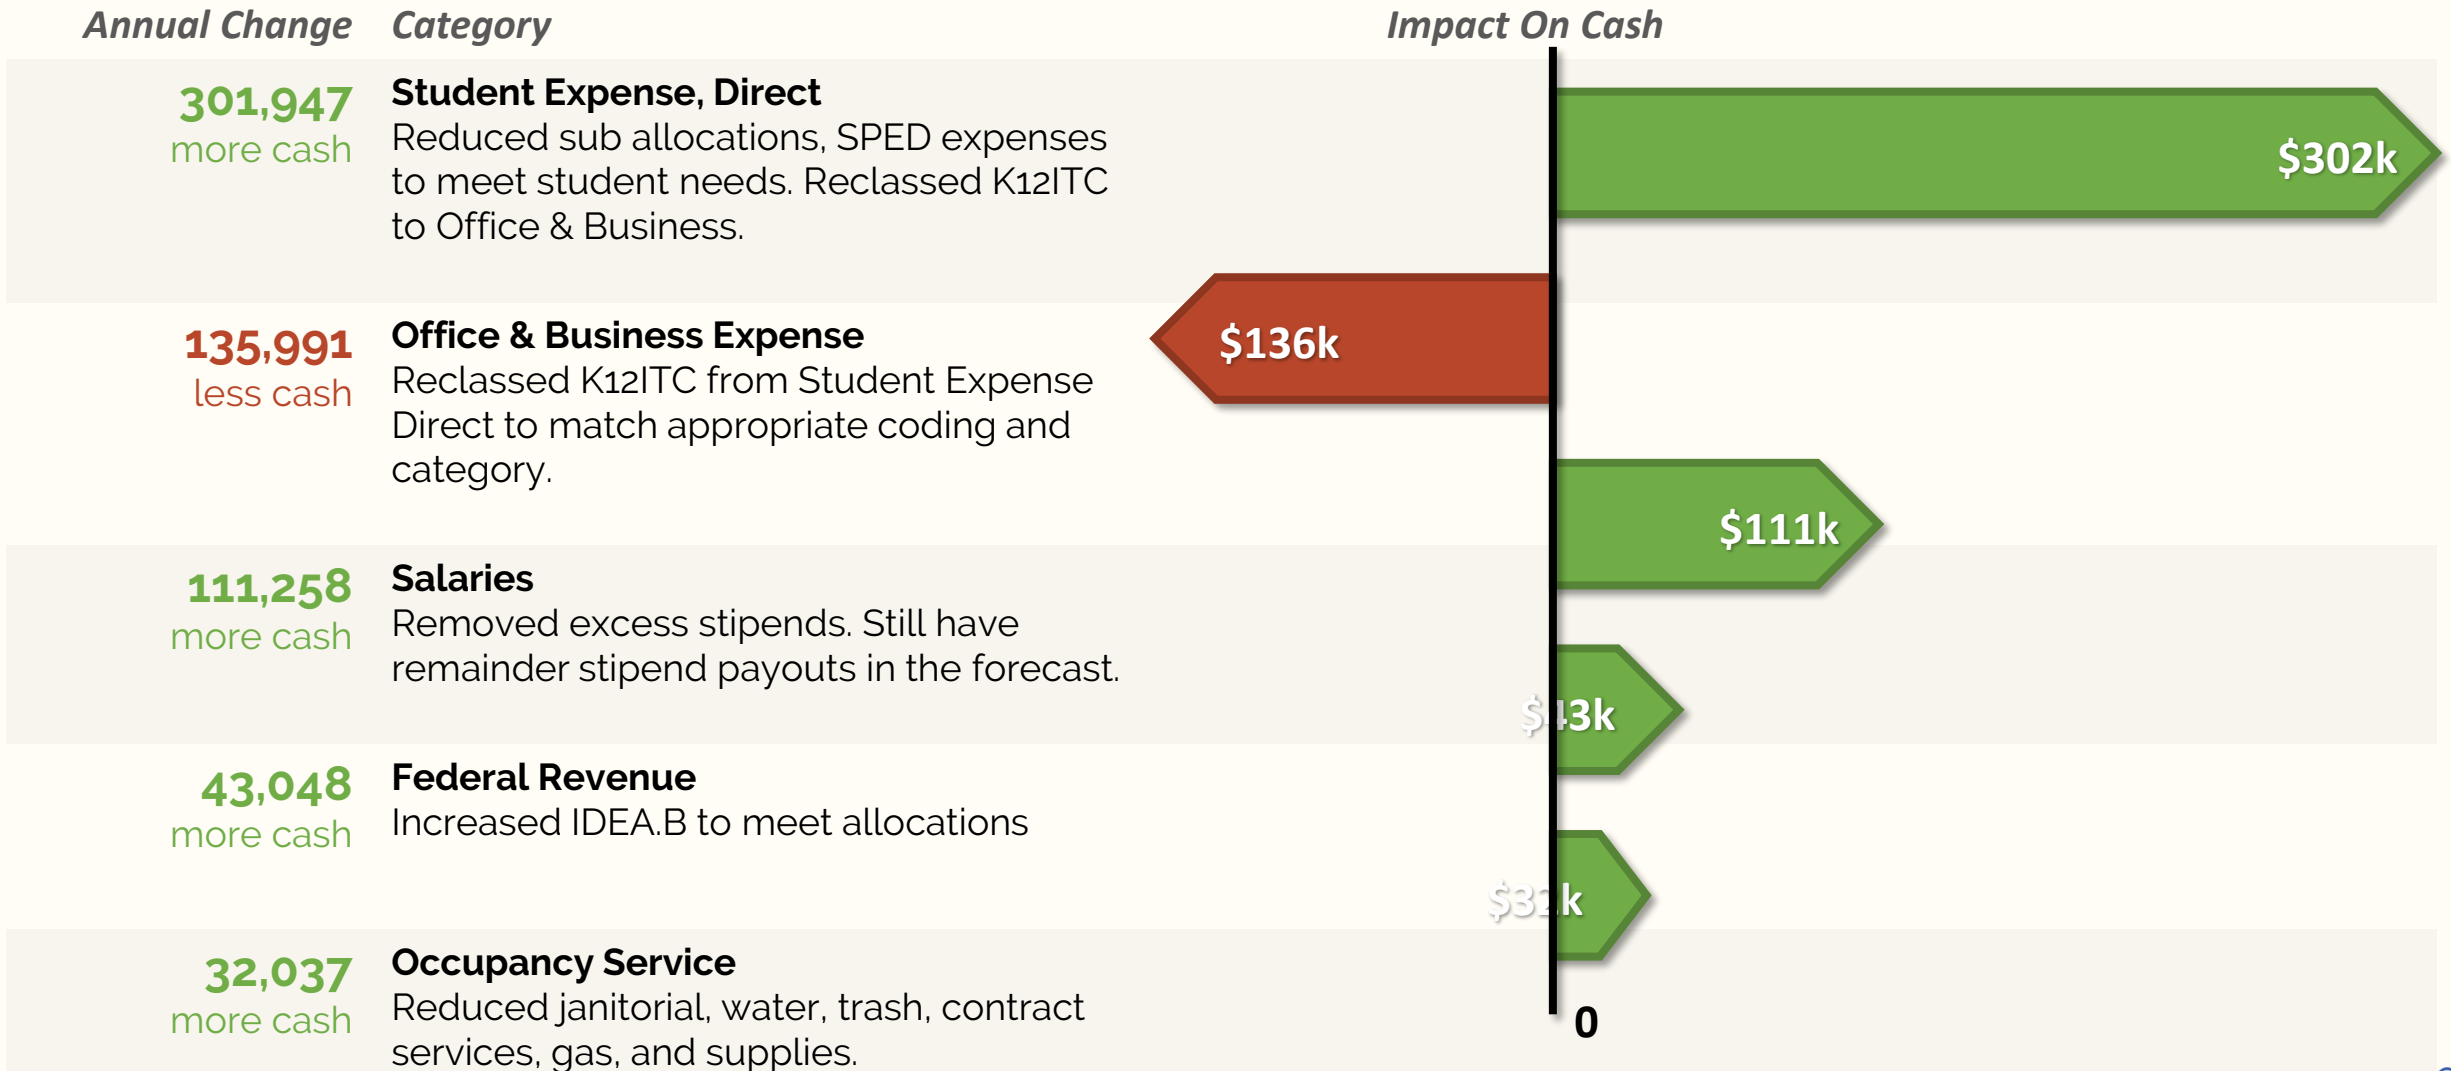 Annual Change Category Impact On Cash
301,947
more cash
Student Expense, Direct
Reduced sub allocations, SPED expenses
to meet student needs. Reclassed K12ITC
to Office & Business.
$302k
135,991
less cash
Office & Business Expense
Reclassed K12ITC from Student Expense
Direct to match appropriate coding and
category.
$136k
111,258
more cash
Salaries
Removed excess stipends. Still have
remainder stipend payouts in the forecast.
$111k
43,048
more cash
Federal Revenue
Increased IDEA.B to meet allocations
$43k
32,037
more cash
Occupancy Service
Reduced janitorial, water, trash, contract
services, gas, and supplies.
$32k
0